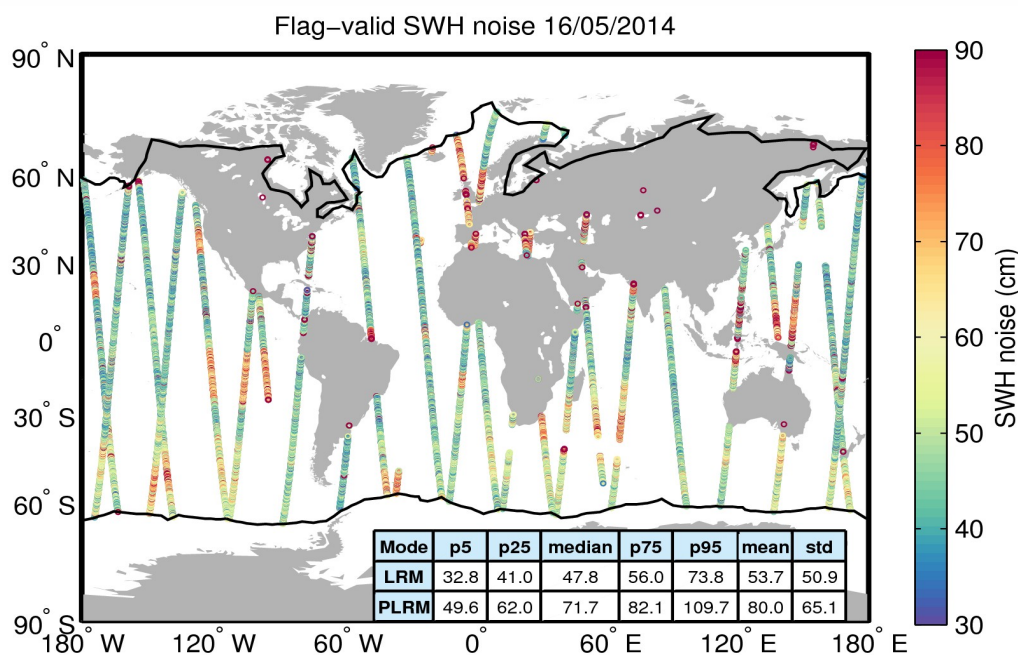 Flag−valid SWH noise 16/05/2014
90° N
60° N
30° N
0°
30° S
60° S
90° S
180° W
120° W
60° W
0°
60° E
120° E
180° E
90
80
70
60
50
40
30
SWH noise (cm)
Mode p5 p25 median p75 p95 mean std
LRM 32.8 41.0 47.8 56.0 73.8 53.7 50.9
PLRM 49.6 62.0 71.7 82.1 109.7 80.0 65.1